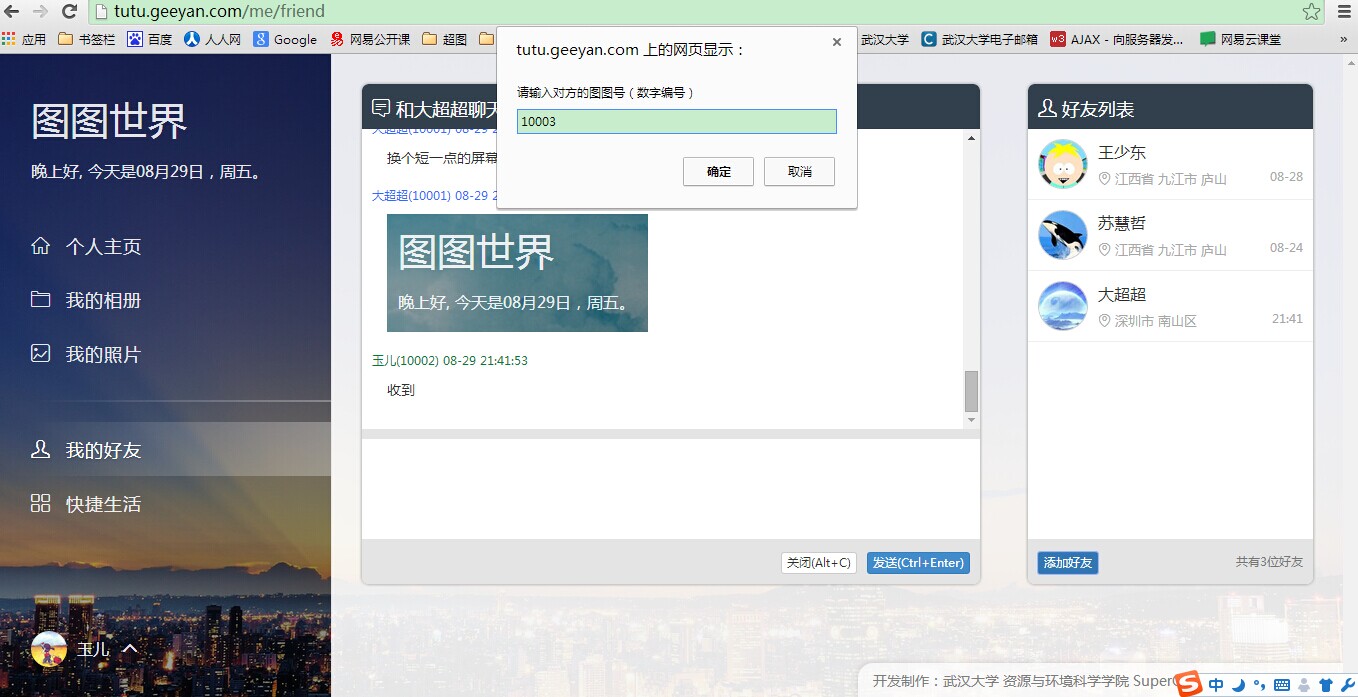 tutu.geeyan.com/me/friend
应用 书签栏 百度 人人网 Google 网易公开课 超图 武汉大学 武汉大学电子邮箱 AJAX - 向服务器发... 网易云课堂 »
tutu.geeyan.com 上的网页显示：
请输入对方的图图号（数字编号）
10003
确定 取消
图图世界
晚上好, 今天是08月29日，周五。
个人主页
我的相册
我的照片
我的好友
快捷生活
玉儿
和大超超聊天
大超超(10001) 08-29 2
换个短一点的屏幕
大超超(10001) 08-29 2
图图世界
晚上好, 今天是08月29日，周五。
玉儿(10002) 08-29 21:41:53
收到
关闭(Alt+C) 发送(Ctrl+Enter)
好友列表
王少东
江西省 九江市 庐山 08-28
苏慧哲
江西省 九江市 庐山 08-24
大超超
深圳市 南山区 21:41
添加好友 共有3位好友
开发制作：武汉大学 资源与环境科学学院 Super
S 中